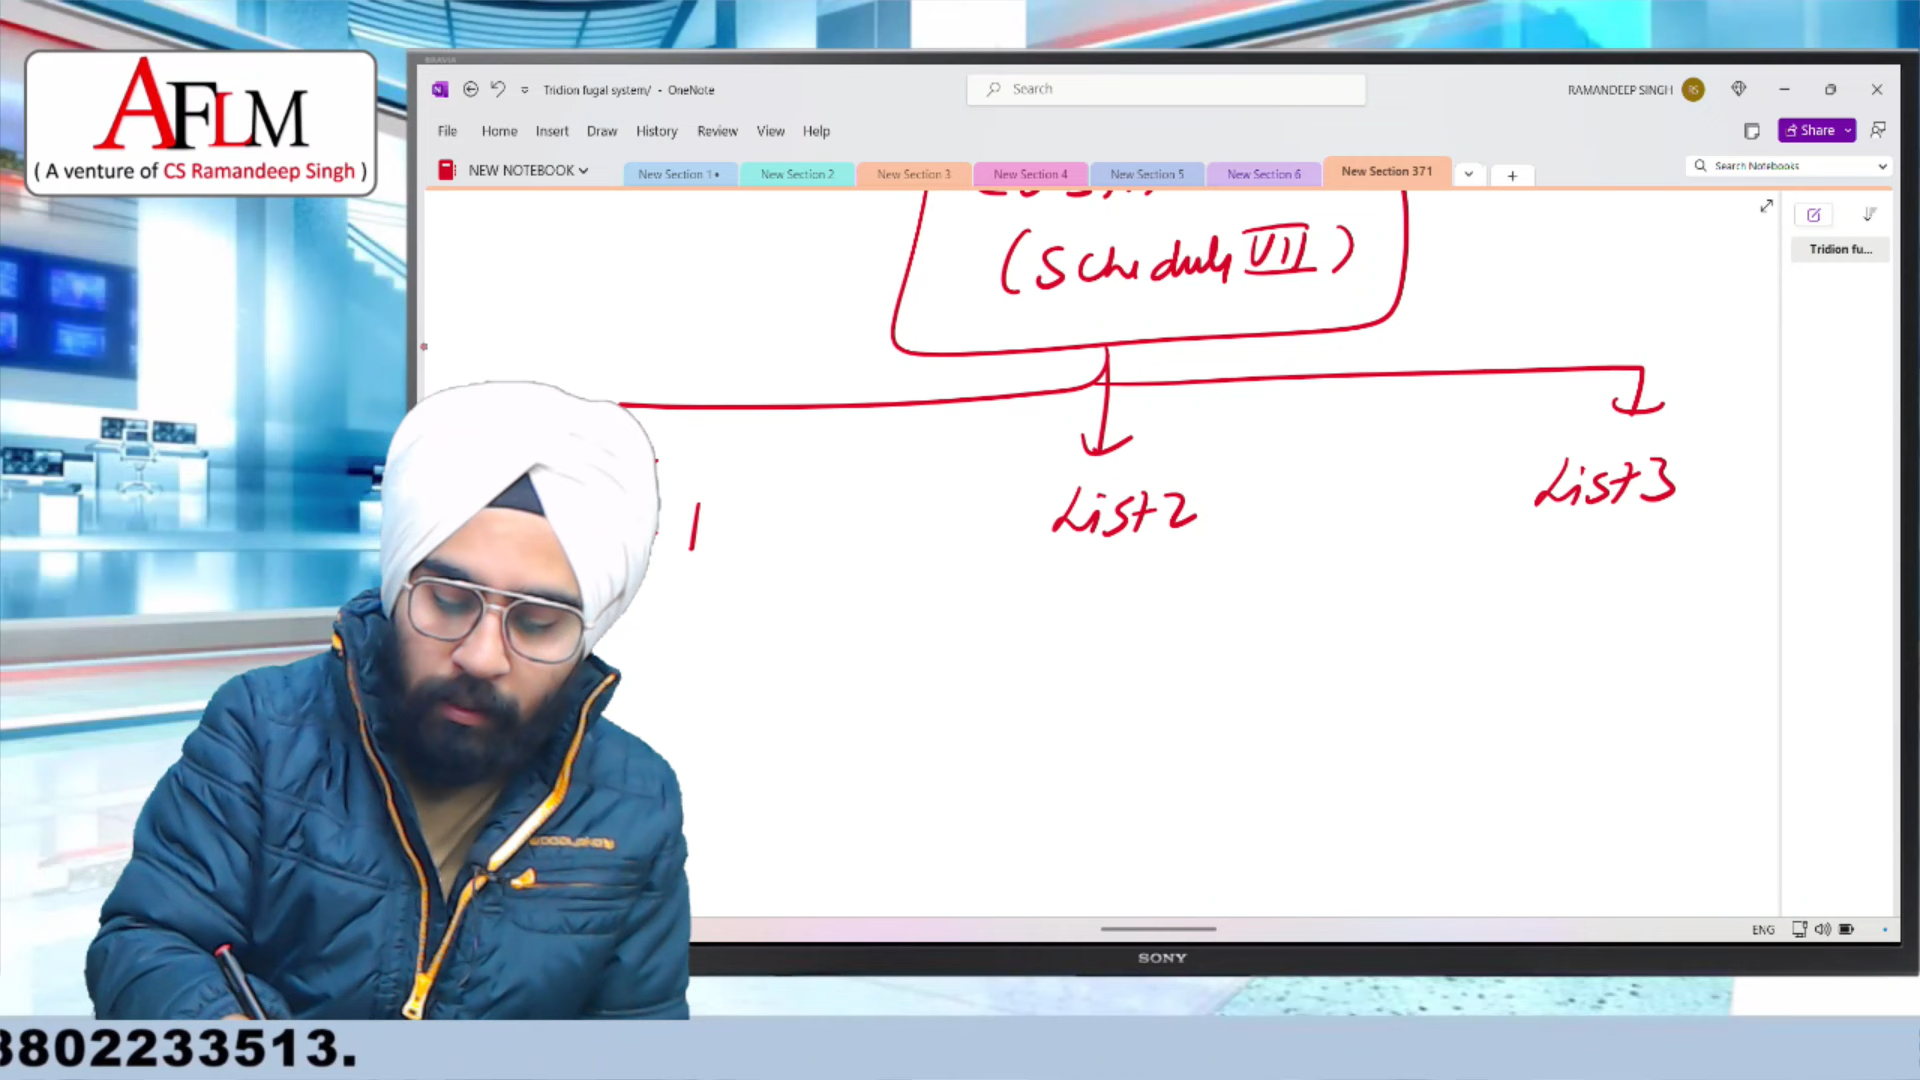 AFLM
( A venture of CS Ramandeep Singh )
BRAVIA
Tridion fugal system/ - OneNote
Search
RAMANDEEP SINGH
RS
File Home Insert Draw History Review View Help
Share
NEW NOTEBOOK
New Section 1
New Section 2
New Section 3
New Section 4
New Section 5
New Section 6
New Section 371
Search Notebooks
Tridion fu...
(Schedule VII)
1
List 2
List 3
ENG
SONY
8802233513.